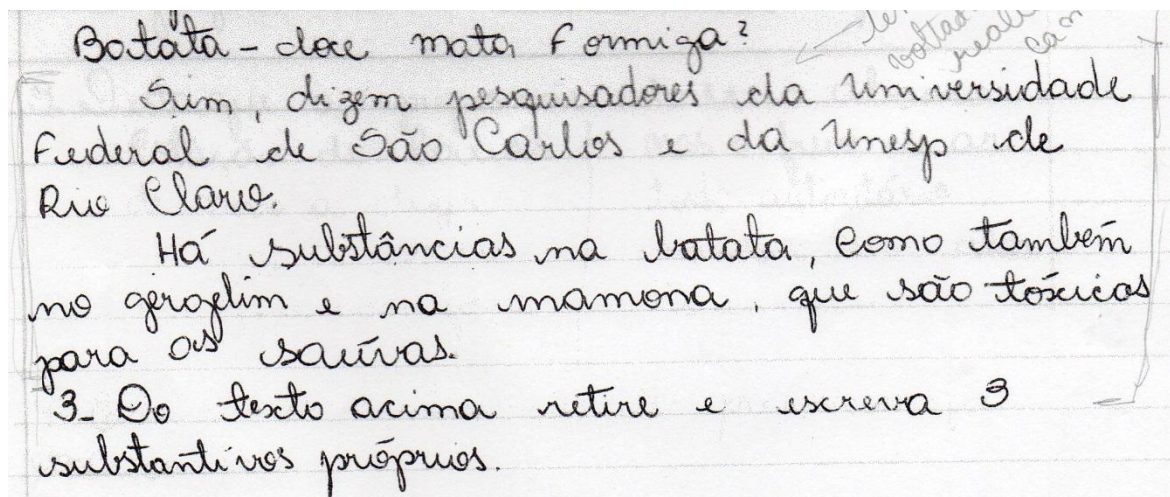 Batata-doce mata formiga?
Sim, dizem pesquisadores da Universidade
Federal de São Carlos e da Unesp de
Rio Claro.
Há substâncias na batata, como também
no gergelim e na mamona, que são tóxicas
para as saúvas.
3- Do texto acima retire e escreva 3
substantivos próprios.